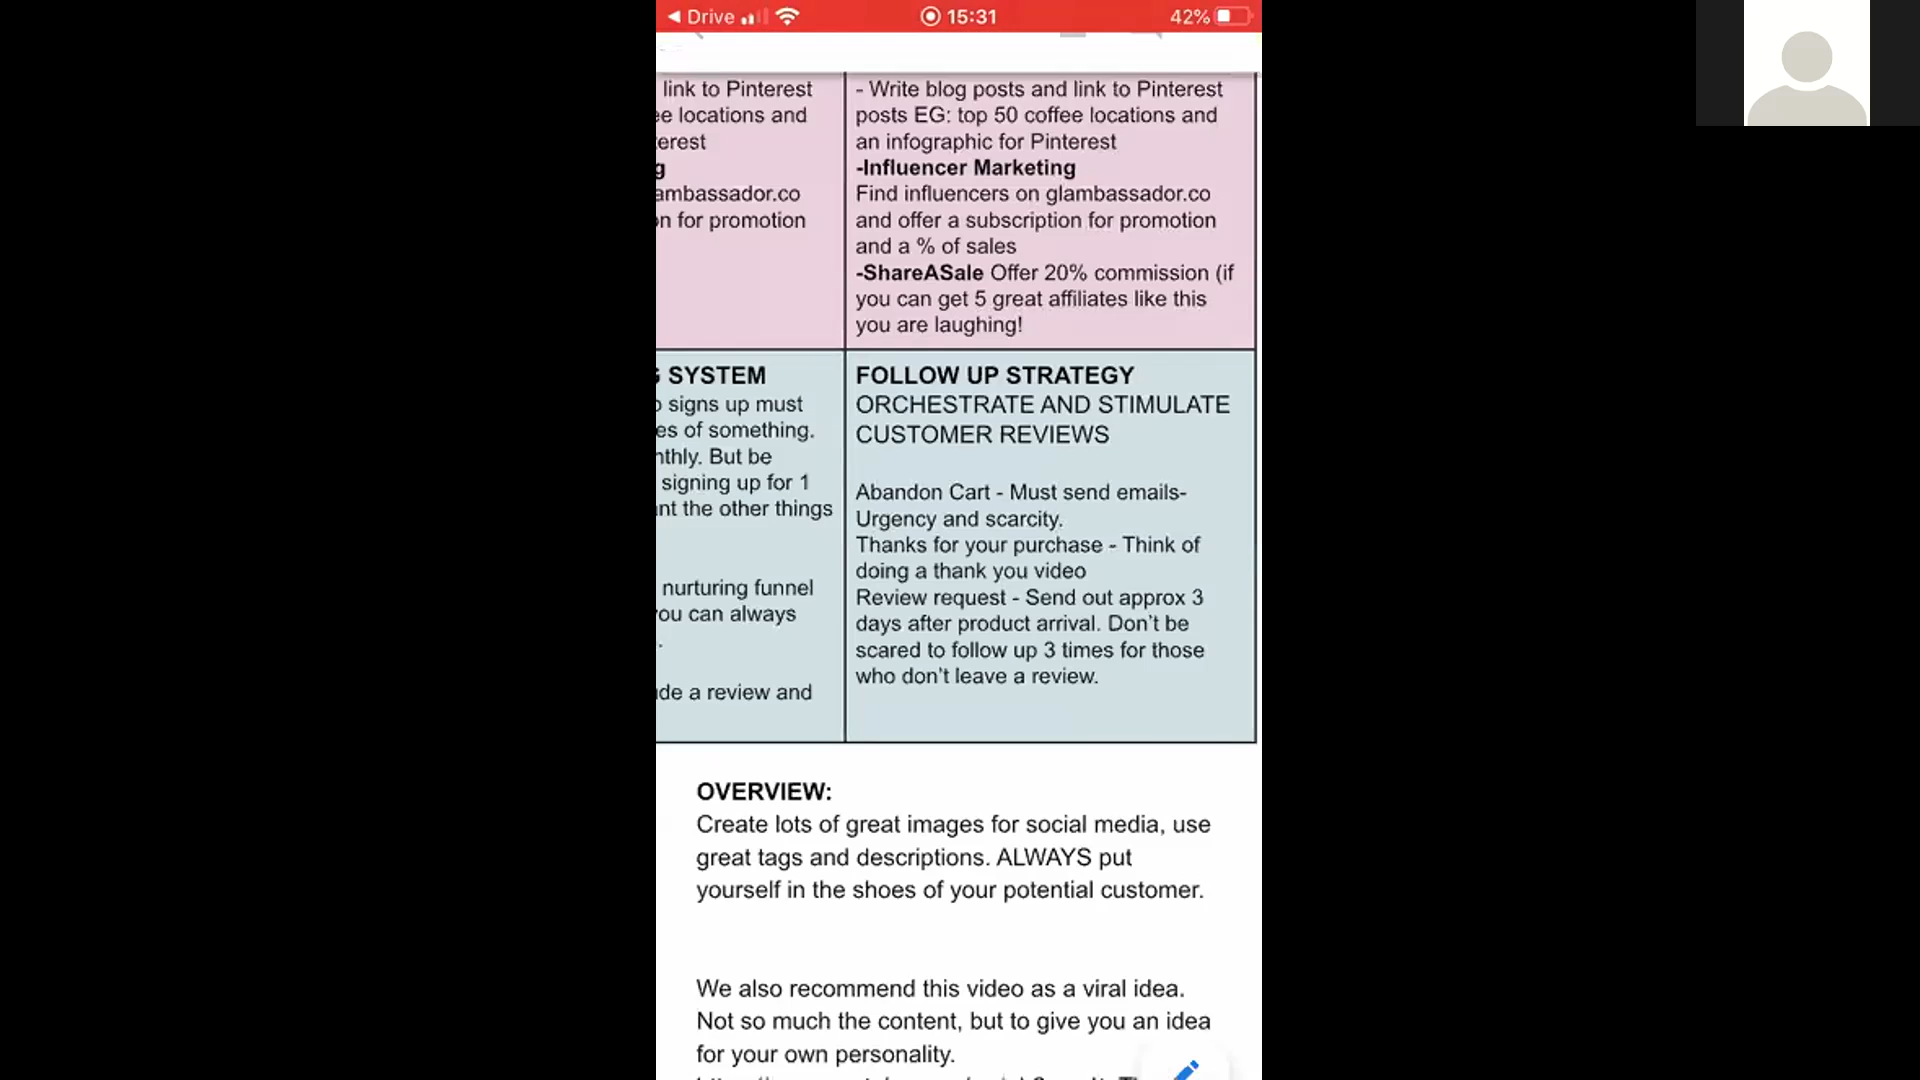 Drive
15:31
42%
link to Pinterest
locations and
for promotion
- Write blog posts and link to Pinterest
posts EG: top 50 coffee locations and
an infographic for Pinterest
-Influencer Marketing
Find influencers on glambassador.co
and offer a subscription for promotion
and a % of sales
-ShareASale Offer 20% commission (if
you can get 5 great affiliates like this
you are laughing!
SYSTEM
signs up must
of something.
But be
signing up for 1
the other things
nurturing funnel
can always
a review and
FOLLOW UP STRATEGY
ORCHESTRATE AND STIMULATE
CUSTOMER REVIEWS
Abandon Cart - Must send emails-
Urgency and scarcity.
Thanks for your purchase - Think of
doing a thank you video
Review request - Send out approx 3
days after product arrival. Don't be
scared to follow up 3 times for those
who don't leave a review.
OVERVIEW:
Create lots of great images for social media, use
great tags and descriptions. ALWAYS put
yourself in the shoes of your potential customer.
We also recommend this video as a viral idea.
Not so much the content, but to give you an idea
for your own personality.